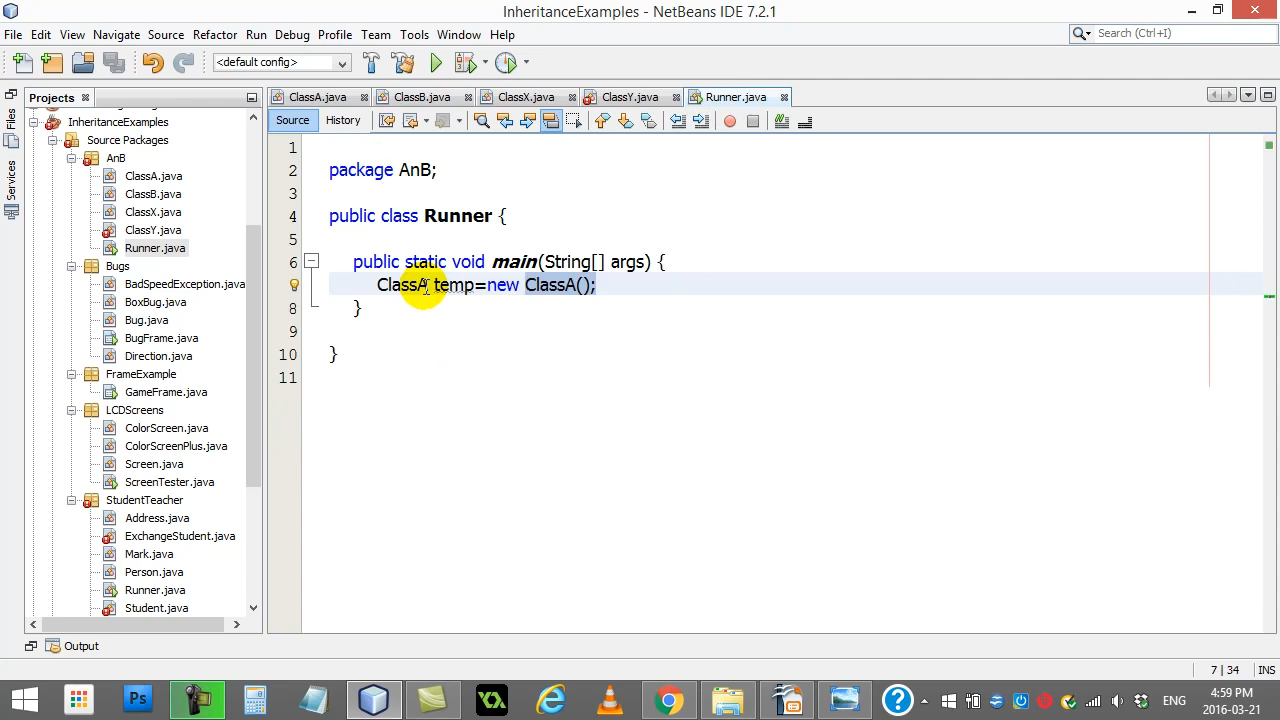 InheritanceExamples - NetBeans IDE 7.2.1
File Edit View Navigate Source Refactor Run Debug Profile Team Tools Window Help
Search (Ctrl+I)
<default config>
Files
Services
Projects
InheritanceExamples
Source Packages
AnB
ClassA.java
ClassB.java
ClassX.java
ClassY.java
Runner.java
Bugs
BadSpeedException.java
BoxBug.java
Bug.java
BugFrame.java
Direction.java
FrameExample
GameFrame.java
LCDScreens
ColorScreen.java
ColorScreenPlus.java
Screen.java
ScreenTester.java
StudentTeacher
Address.java
ExchangeStudent.java
Mark.java
Person.java
Runner.java
Student.java
ClassA.java ClassB.java ClassX.java ClassY.java Runner.java
Source History
1
2 package AnB;
3
4 public class Runner {
5
6 public static void main(String[] args) {
ClassA temp=new ClassA();
8 }
9
10 }
11
Output
7 | 34 INS
Ps
ENG
4:59 PM
2016-03-21